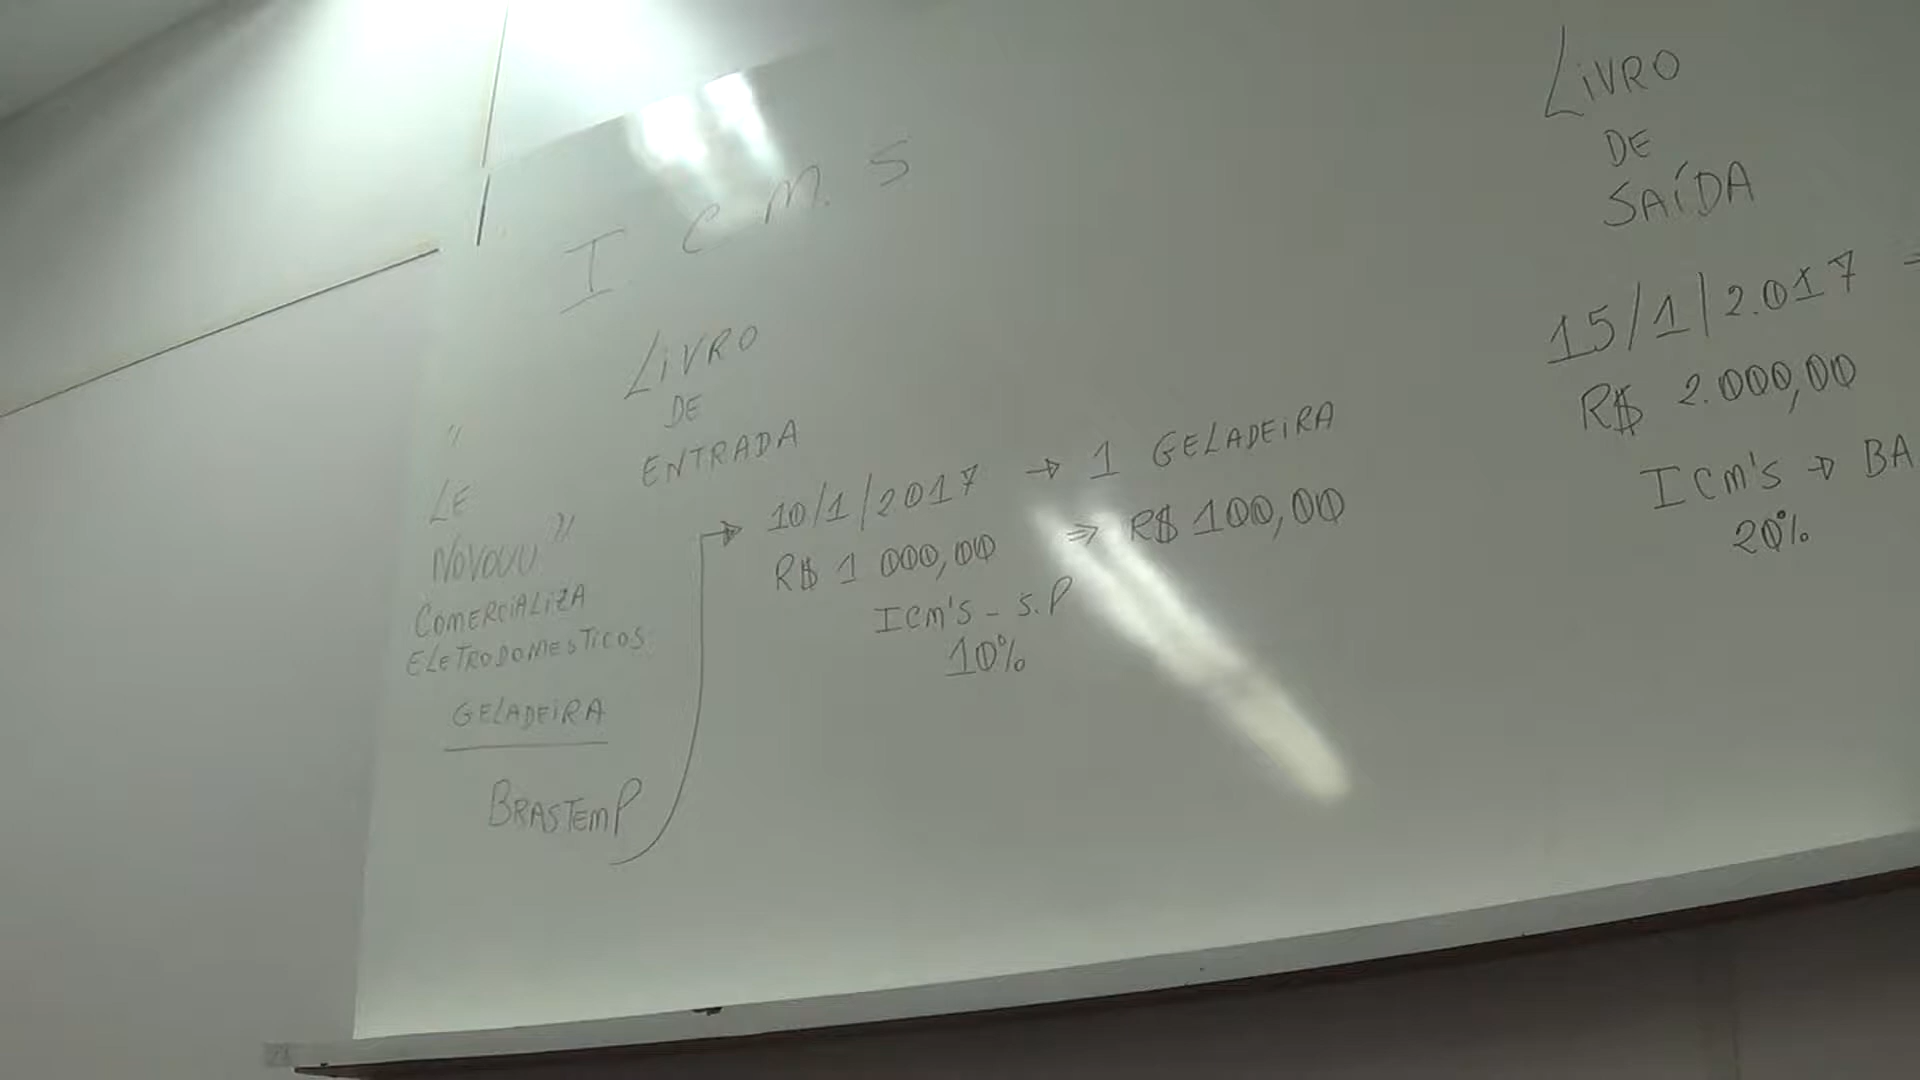 I C M. S
LIVRO
DE
ENTRADA
"
LE
NOVOUU"
COMERCIALIZA
ELETRODOMESTICOS
GELADEIRA
BRASTEMP
→ 10/1/2017 → 1 GELADEIRA
R$ 1 000,00 ⇒ R$ 100,00
ICM'S - S.P
10%
LIVRO
DE
SAÍDA
15/1/2.017
R$ 2.000,00
ICM'S → BA
20%